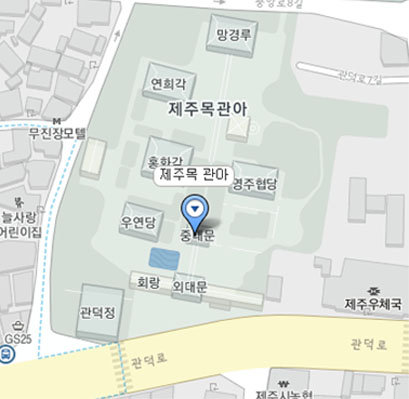 중앙로8길
망경루
연희각
관덕로7길
제주목관아
M
무진장모텔
홍화각
제주목 관아
영주협당
늘사랑
어린이집
우연당
중대문
회랑
외대문
관덕정
제주우체국
GS25
관덕로
관덕로
제주시농협